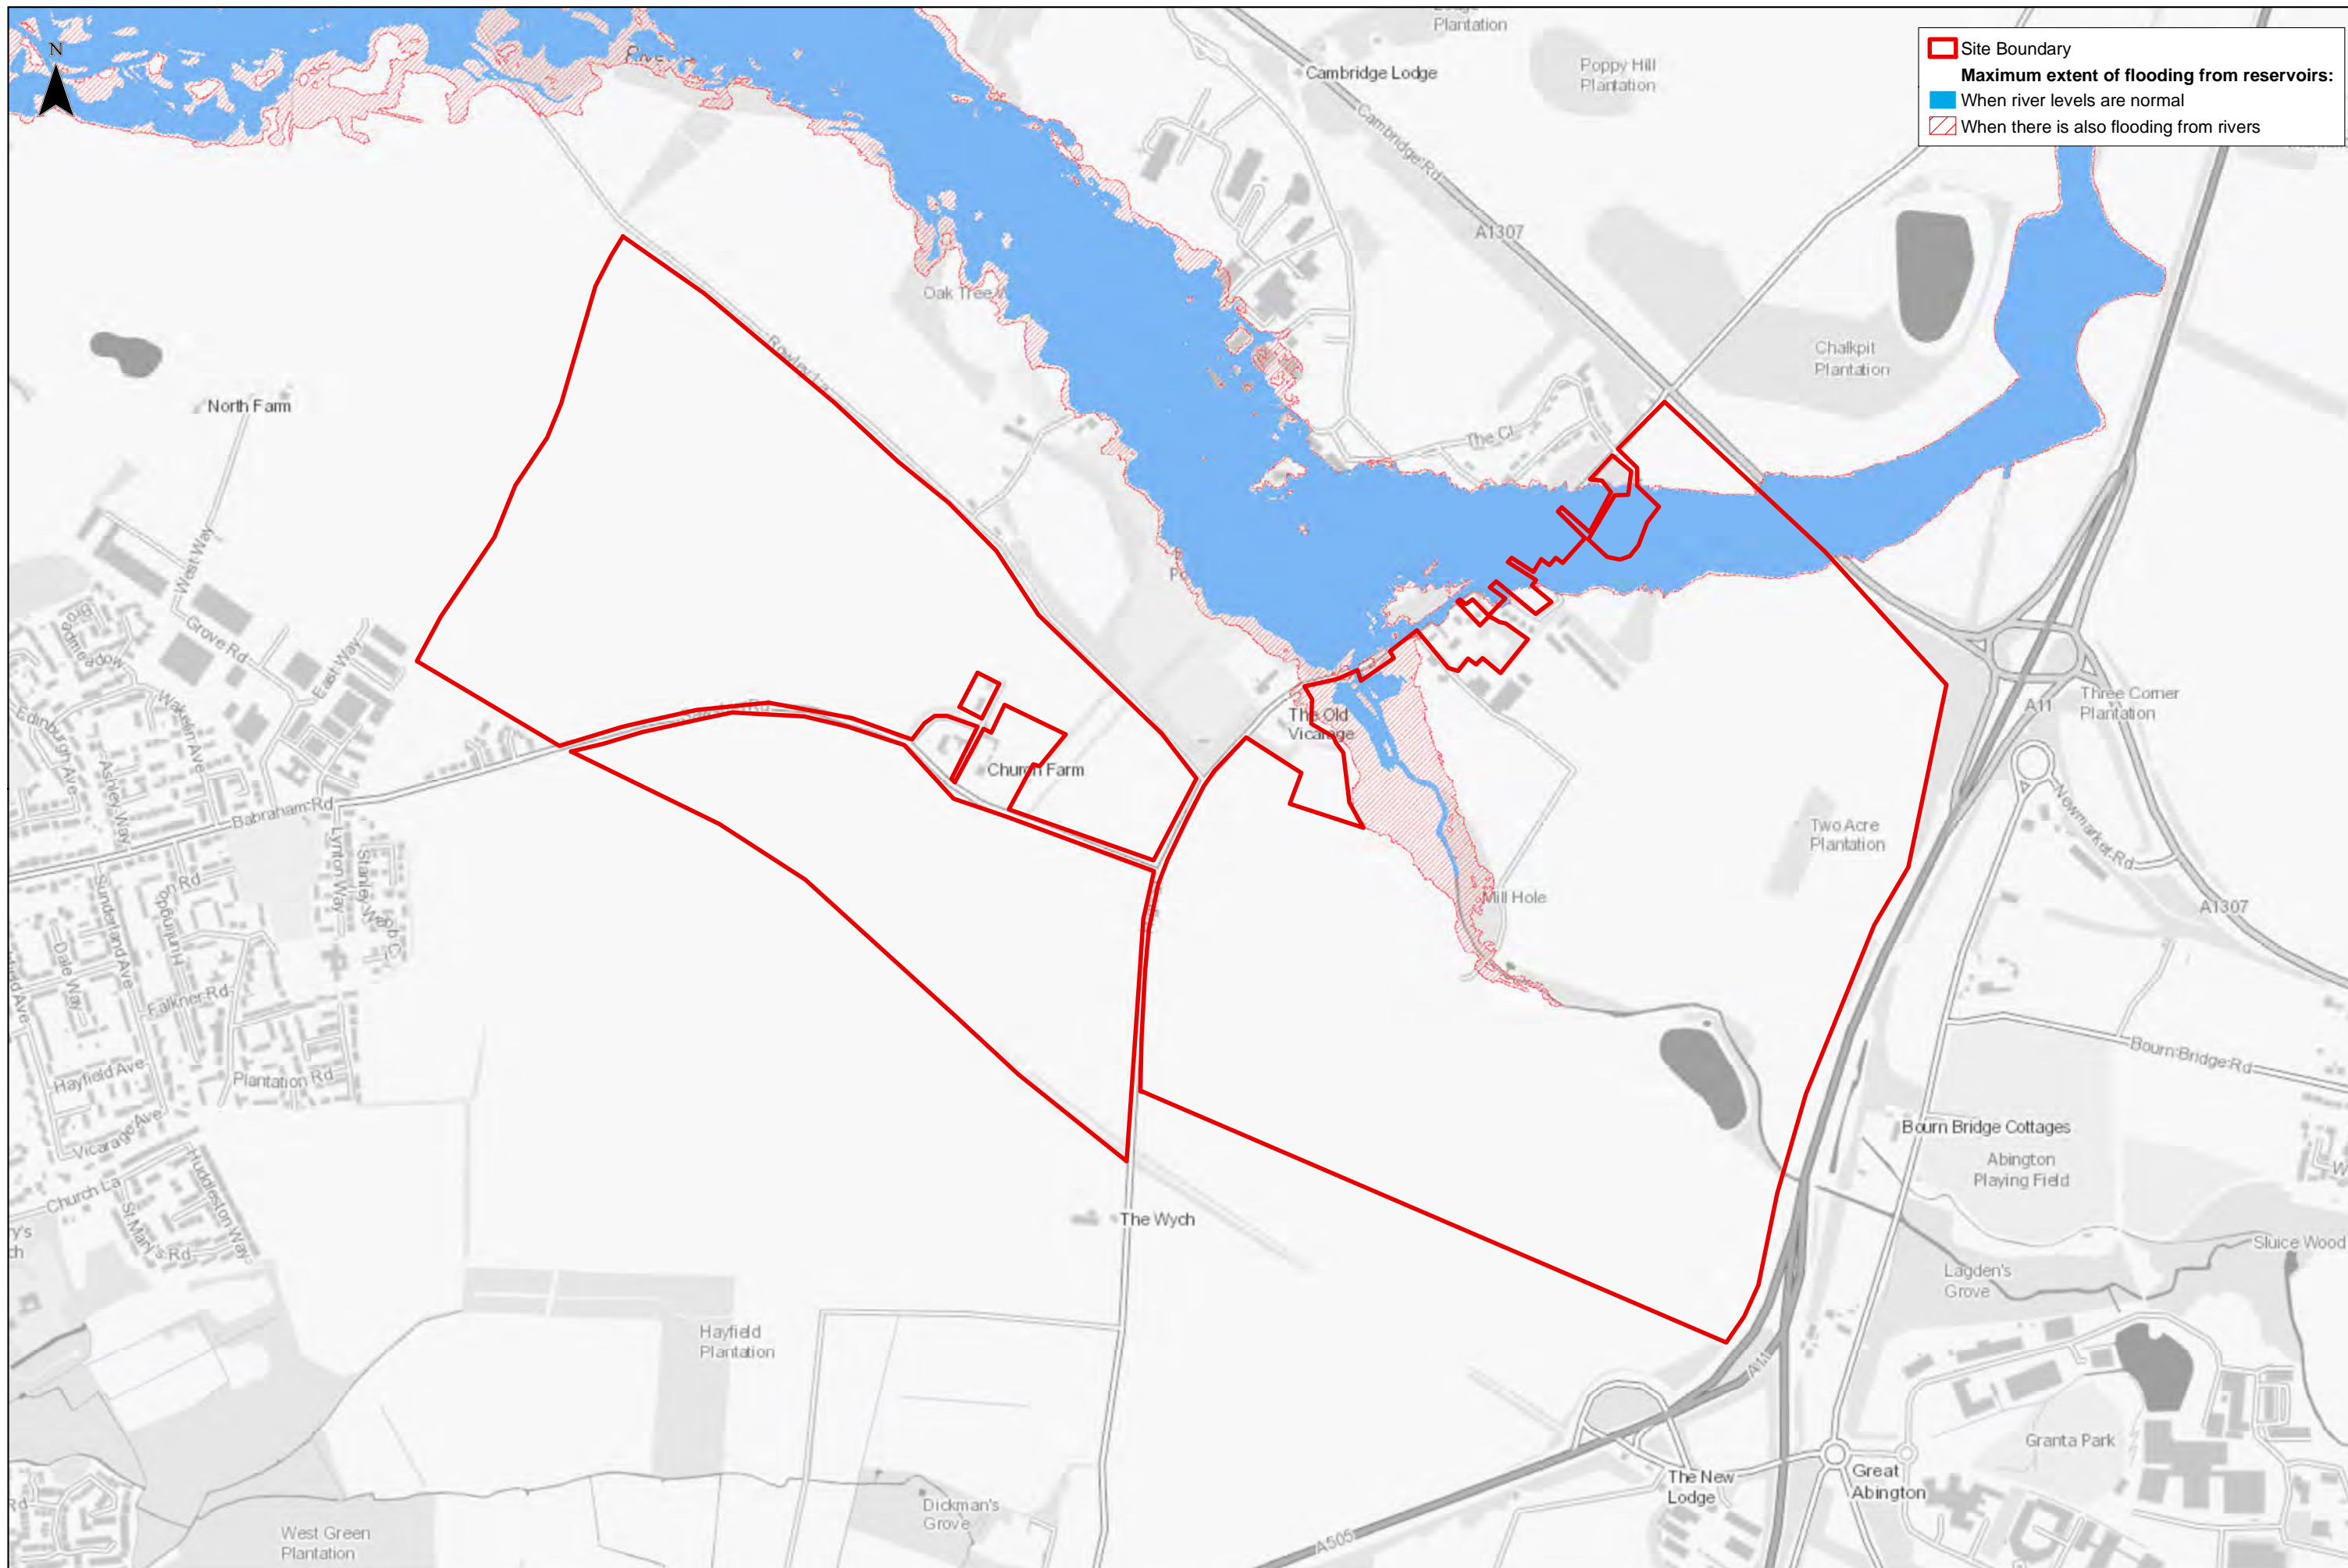 Plantation
N
Site Boundary
Maximum extent of flooding from reservoirs:
When river levels are normal
When there is also flooding from rivers
Cambridge Lodge
Poppy Hill
Plantation
Cambridge Rd
A1307
Oak Tree
Rowley La
Chalkpit
Plantation
North Farm
The Cl
West Way
Grove Rd
East Way
Wakelin Ave
Edinburgh Ave
Ashley Way
Babraham Rd
Church Farm
The Old
Vicarage
A11
Three Corner
Plantation
Newmarket Rd
Two Acre
Plantation
Mill Hole
A1307
Lynton Way
Sunderland Ave
Dale Way
Falkner Rd
Hayfield Ave
Plantation Rd
Vicarage Ave
Church La
St Mary's Rd
Huddleston Way
Bourn Bridge Rd
Bourn Bridge Cottages
Abington
Playing Field
The Wych
Sluice Wood
Lagden's
Grove
Hayfield
Plantation
A11
Granta Park
The New
Lodge
Great
Abington
Dickman's
Grove
A505
West Green
Plantation